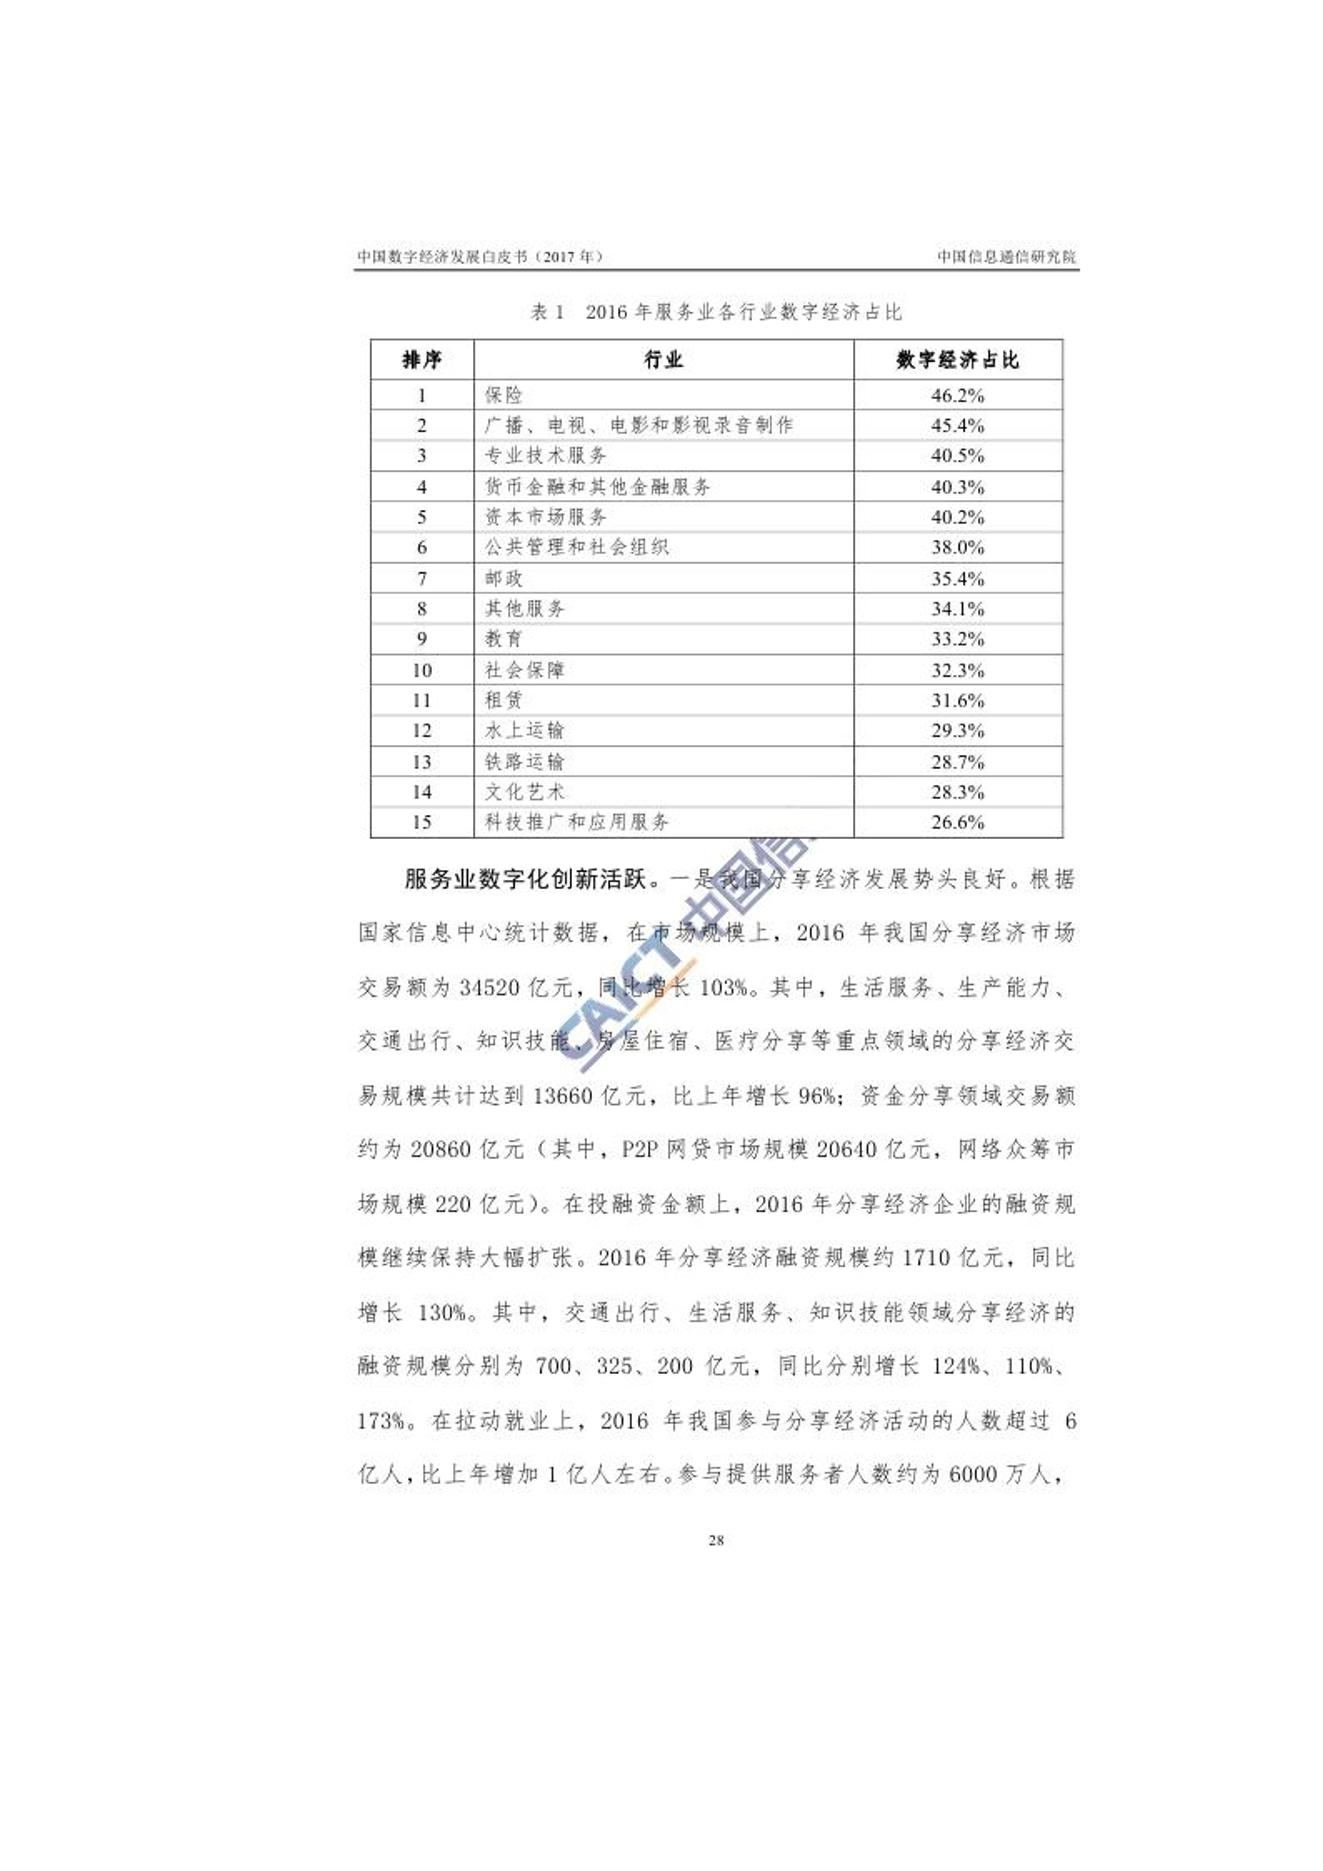 中国数字经济发展白皮书（2017 年） 中国信息通信研究院
表 1 2016 年服务业各行业数字经济占比
排序 行业 数字经济占比
1 保险 46.2%
2 广播、电视、电影和影视录音制作 45.4%
3 专业技术服务 40.5%
4 货币金融和其他金融服务 40.3%
5 资本市场服务 40.2%
6 公共管理和社会组织 38.0%
7 邮政 35.4%
8 其他服务 34.1%
9 教育 33.2%
10 社会保障 32.3%
11 租赁 31.6%
12 水上运输 29.3%
13 铁路运输 28.7%
14 文化艺术 28.3%
15 科技推广和应用服务 26.6%
服务业数字化创新活跃。一是我国分享经济发展势头良好。根据
国家信息中心统计数据，在市场规模上，2016 年我国分享经济市场
交易额为 34520 亿元，同比增长 103%。其中，生活服务、生产能力、
交通出行、知识技能、房屋住宿、医疗分享等重点领域的分享经济交
易规模共计达到 13660 亿元，比上年增长 96%；资金分享领域交易额
约为 20860 亿元（其中，P2P 网贷市场规模 20640 亿元，网络众筹市
场规模 220 亿元）。在投融资金额上，2016 年分享经济企业的融资规
模继续保持大幅扩张。2016 年分享经济融资规模约 1710 亿元，同比
增长 130%。其中，交通出行、生活服务、知识技能领域分享经济的
融资规模分别为 700、325、200 亿元，同比分别增长 124%、110%、
173%。在拉动就业上，2016 年我国参与分享经济活动的人数超过 6
亿人，比上年增加 1 亿人左右。参与提供服务者人数约为 6000 万人，
CAICT 中国信
28